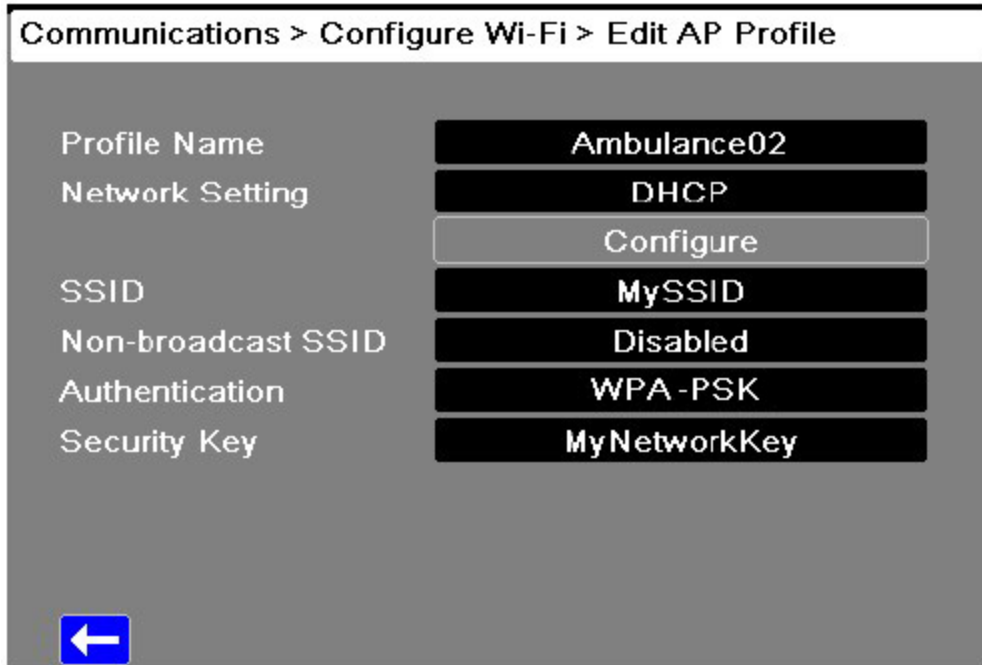 Communications > Configure Wi-Fi > Edit AP Profile
Profile Name Ambulance02
Network Setting DHCP
Configure
SSID MySSID
Non-broadcast SSID Disabled
Authentication WPA-PSK
Security Key MyNetworkKey